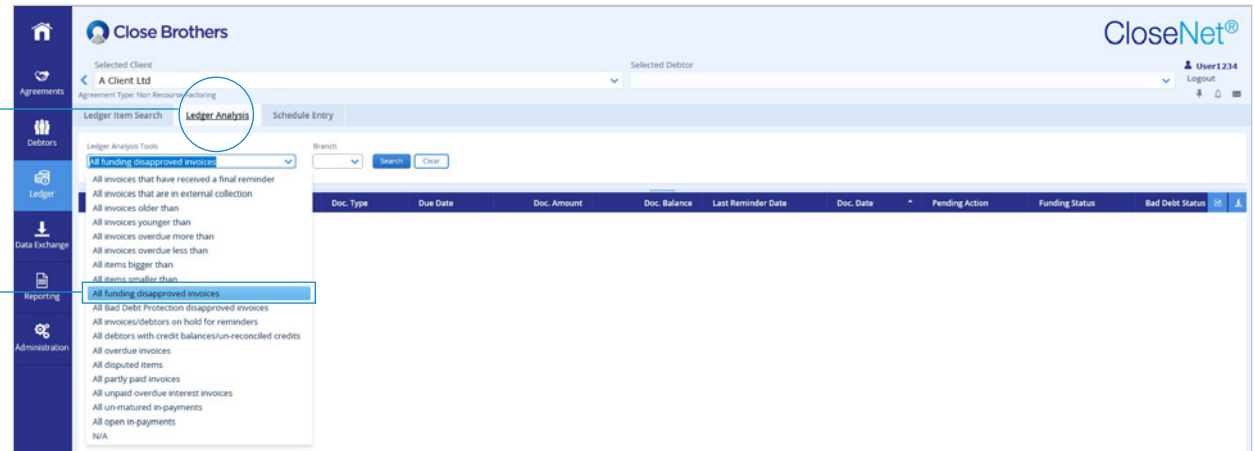 Close Brothers
CloseNet®
Selected Client
Selected Debtor
User1234
A Client Ltd
Logout
Agreement Type: Non Recourse Factoring
Agreements
Ledger Item Search
Ledger Analysis
Schedule Entry
Debtors
Ledger Analysis Tools
Branch
All funding disapproved invoices
Search
Clear
Ledger
All invoices that have received a final reminder
All invoices that are in external collection
All invoices older than
All invoices younger than
All invoices overdue more than
All invoices overdue less than
All items bigger than
All items smaller than
All funding disapproved invoices
All Bad Debt Protection disapproved invoices
All invoices/debtors on hold for reminders
All debtors with credit balances/un-reconciled credits
All overdue invoices
All disputed items
All partly paid invoices
All unpaid overdue interest invoices
All un-matured in-payments
All open in-payments
N/A
Doc. Type
Due Date
Doc. Amount
Doc. Balance
Last Reminder Date
Doc. Date
Pending Action
Funding Status
Bad Debt Status
Data Exchange
Reporting
Administration